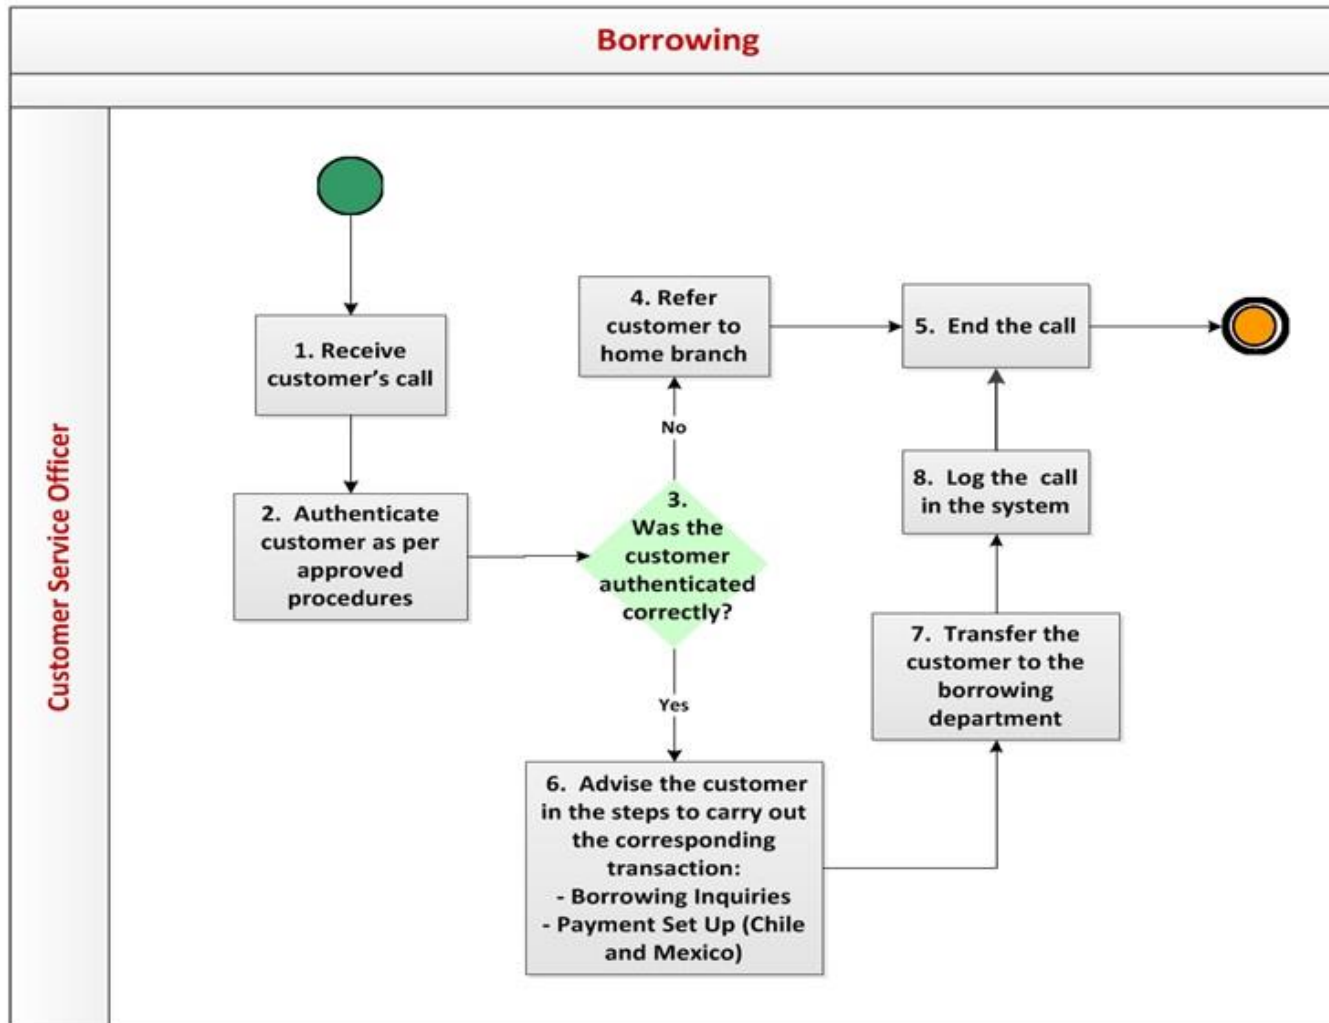 Borrowing
Customer Service Officer
1. Receive
customer's call
2. Authenticate
customer as per
approved
procedures
3.
Was the
customer
authenticated
correctly?
No
4. Refer
customer to
home branch
5. End the call
Yes
6. Advise the customer
in the steps to carry out
the corresponding
transaction:
- Borrowing Inquiries
- Payment Set Up (Chile
and Mexico)
7. Transfer the
customer to the
borrowing
department
8. Log the call
in the system